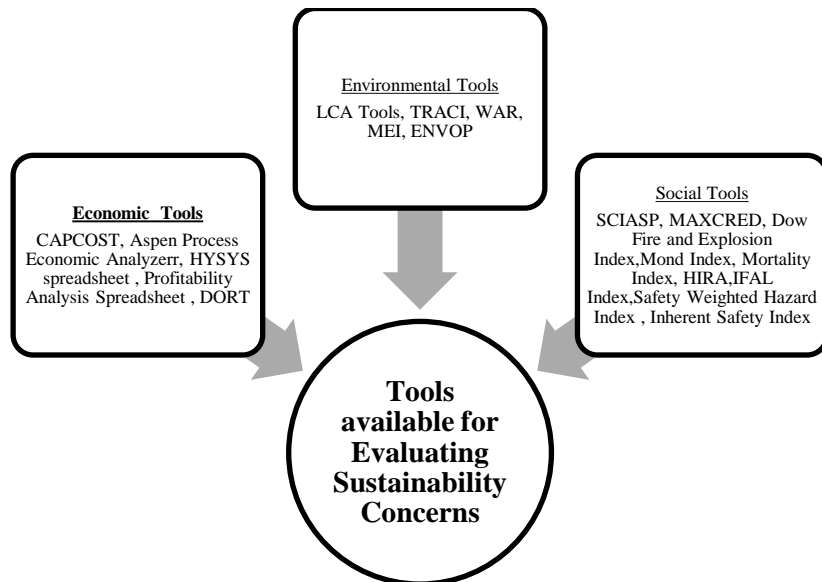 Economic Tools
CAPCOST, Aspen Process
Economic Analyzerr, HYSYS
spreadsheet , Profitability
Analysis Spreadsheet , DORT
Environmental Tools
LCA Tools, TRACI, WAR,
MEI, ENVOP
Social Tools
SCIASP, MAXCRED, Dow
Fire and Explosion
Index,Mond Index, Mortality
Index, HIRA,IFAL
Index,Safety Weighted Hazard
Index , Inherent Safety Index
Tools
available for
Evaluating
Sustainability
Concerns